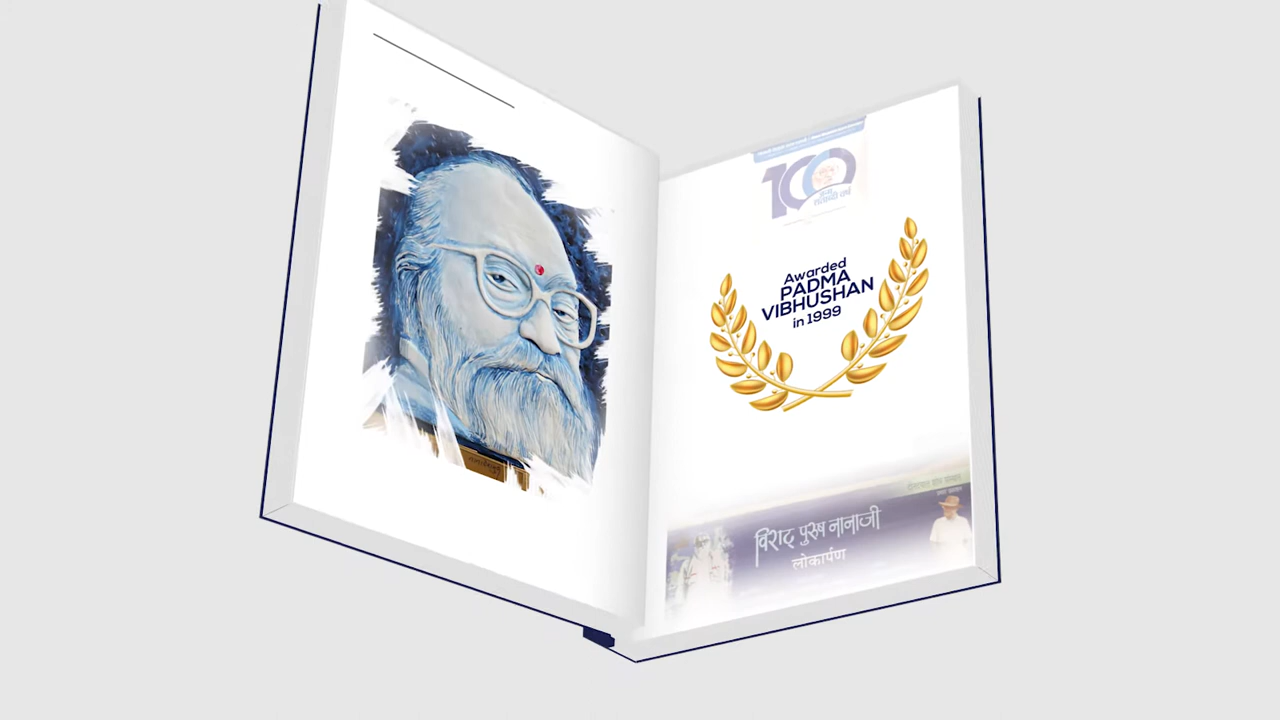 100
Awarded
PADMA
VIBHUSHAN
in 1999
विराट् पुरुष नानाजी
लोकार्पण